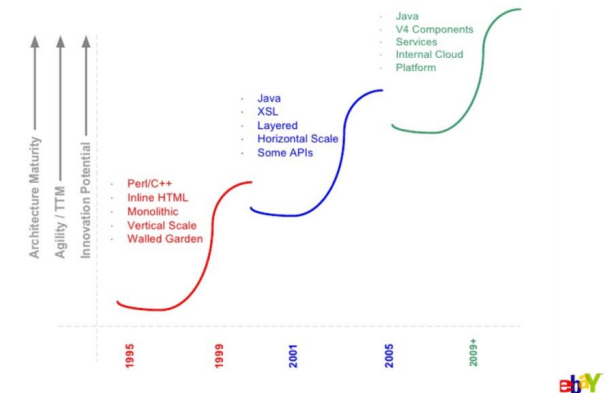 Java
V4 Components
Services
Internal Cloud
Platform
Java
XSL
Layered
Horizontal Scale
Some APIs
Perl/C++
Inline HTML
Monolithic
Vertical Scale
Walled Garden
Architecture Maturity
Agility / TTM
Innovation Potential
1995
1999
2001
2005
2009+
ebaY